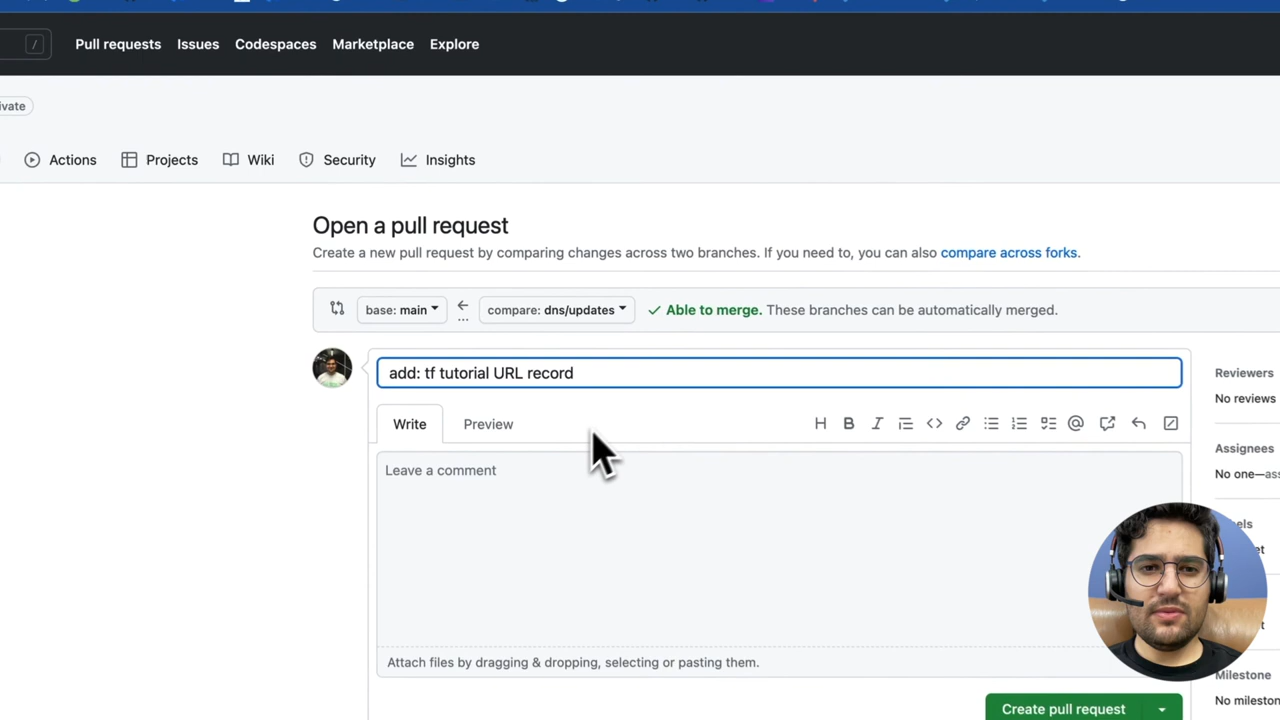 /
Pull requests Issues Codespaces Marketplace Explore
ivate
Actions Projects Wiki Security Insights
Open a pull request
Create a new pull request by comparing changes across two branches. If you need to, you can also compare across forks.
base: main compare: dns/updates Able to merge. These branches can be automatically merged.
add: tf tutorial URL record
Reviewers
No reviews
Write Preview
Assignees
No one—ass
Leave a comment
els
et
t
Attach files by dragging & dropping, selecting or pasting them.
Milestone
No mileston
Create pull request